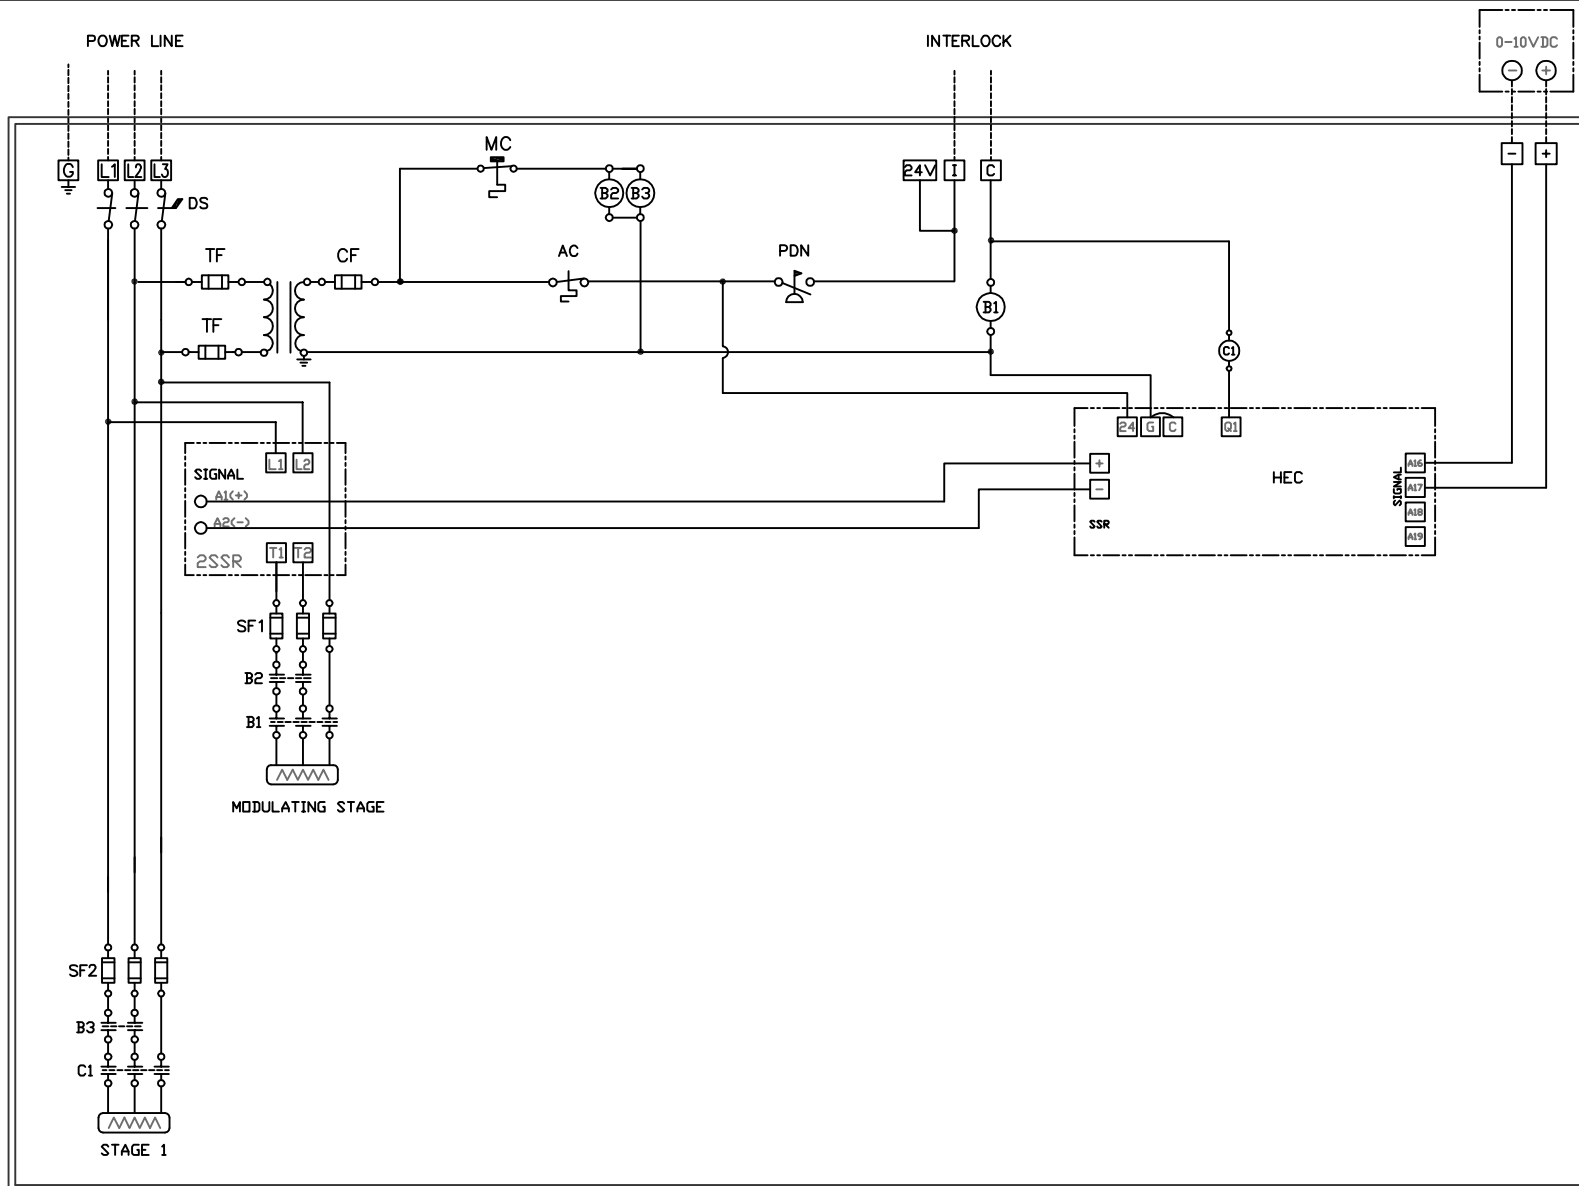 POWER LINE
INTERLOCK
0-10VDC
- +
MC
G L1 L2 L3
24V I C
- +
DS
B2 B3
TF
CF
AC
PDN
B1
TF
C1
24 G C Q1
L1 L2
SIGNAL
+
HEC
A16
A1(+)
-
SIGNAL
A17
A2(-)
SSR
A18
A19
T1 T2
2SSR
SF1
B2
B1
MODULATING STAGE
SF2
B3
C1
STAGE 1